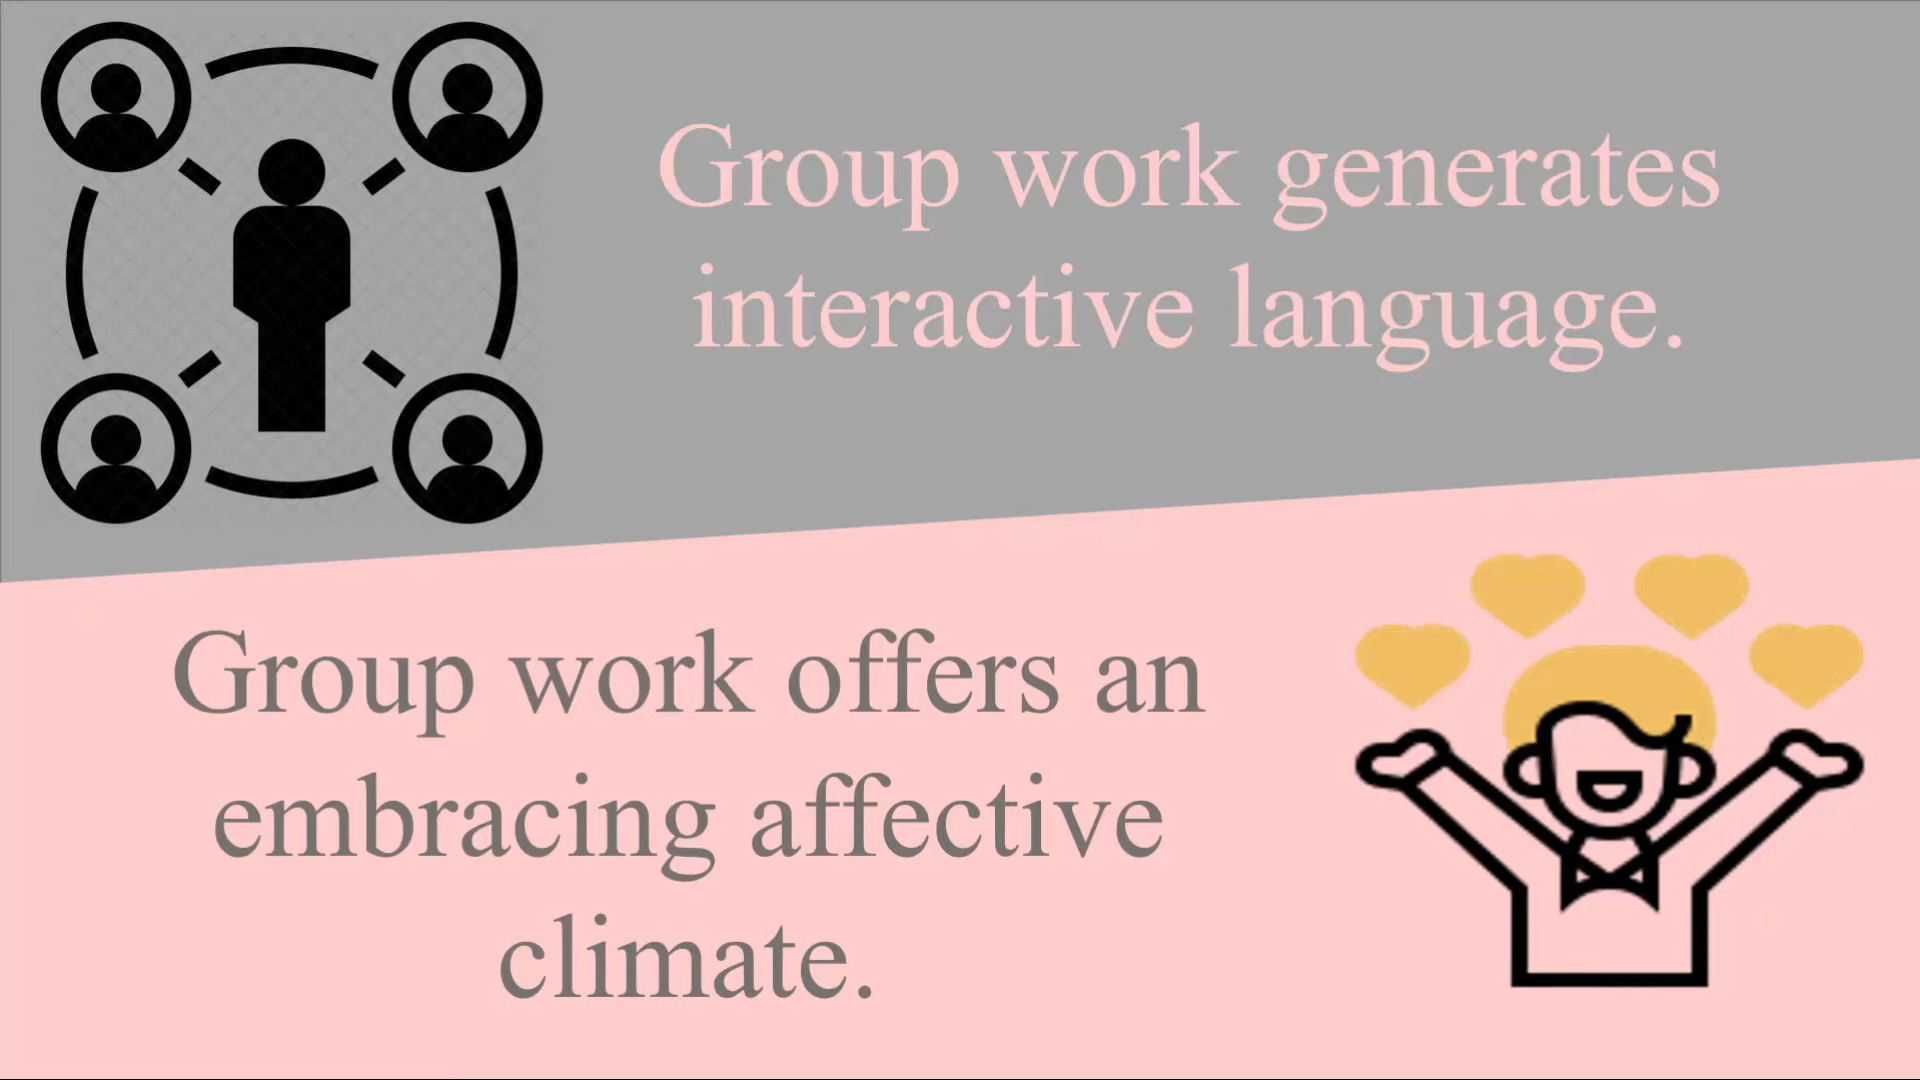 Group work generates
interactive language.
Group work offers an
embracing affective
climate.